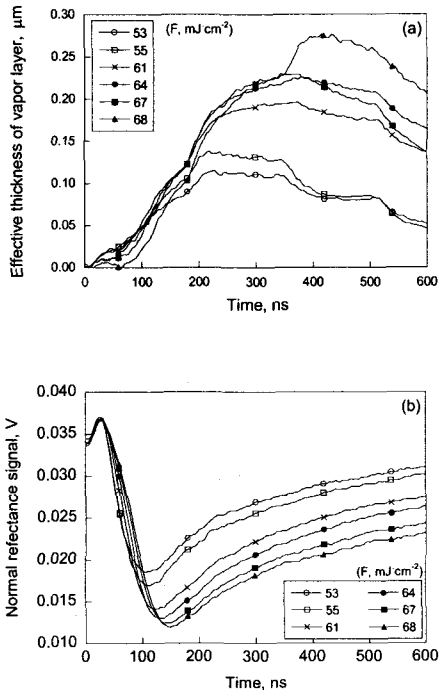 (a)
(F, mJ·cm⁻²)
53
55
61
64
67
68
Effective thickness of vapor layer, µm
0.30
0.25
0.20
0.15
0.10
0.05
0.00
0 100 200 300 400 500 600
Time, ns
(b)
Normal refectance signal, V
0.040
0.035
0.030
0.025
0.020
0.015
0.010
(F, mJ·cm⁻²)
53 64
55 67
61 68
0 100 200 300 400 500 600
Time, ns